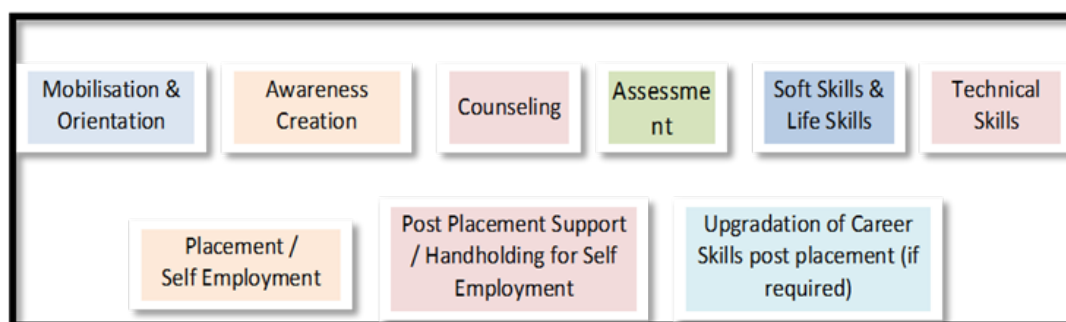 Mobilisation &
Orientation
Awareness
Creation
Counseling
Assessme
nt
Soft Skills &
Life Skills
Technical
Skills
Placement /
Self Employment
Post Placement Support
/ Handholding for Self
Employment
Upgradation of Career
Skills post placement (if
required)